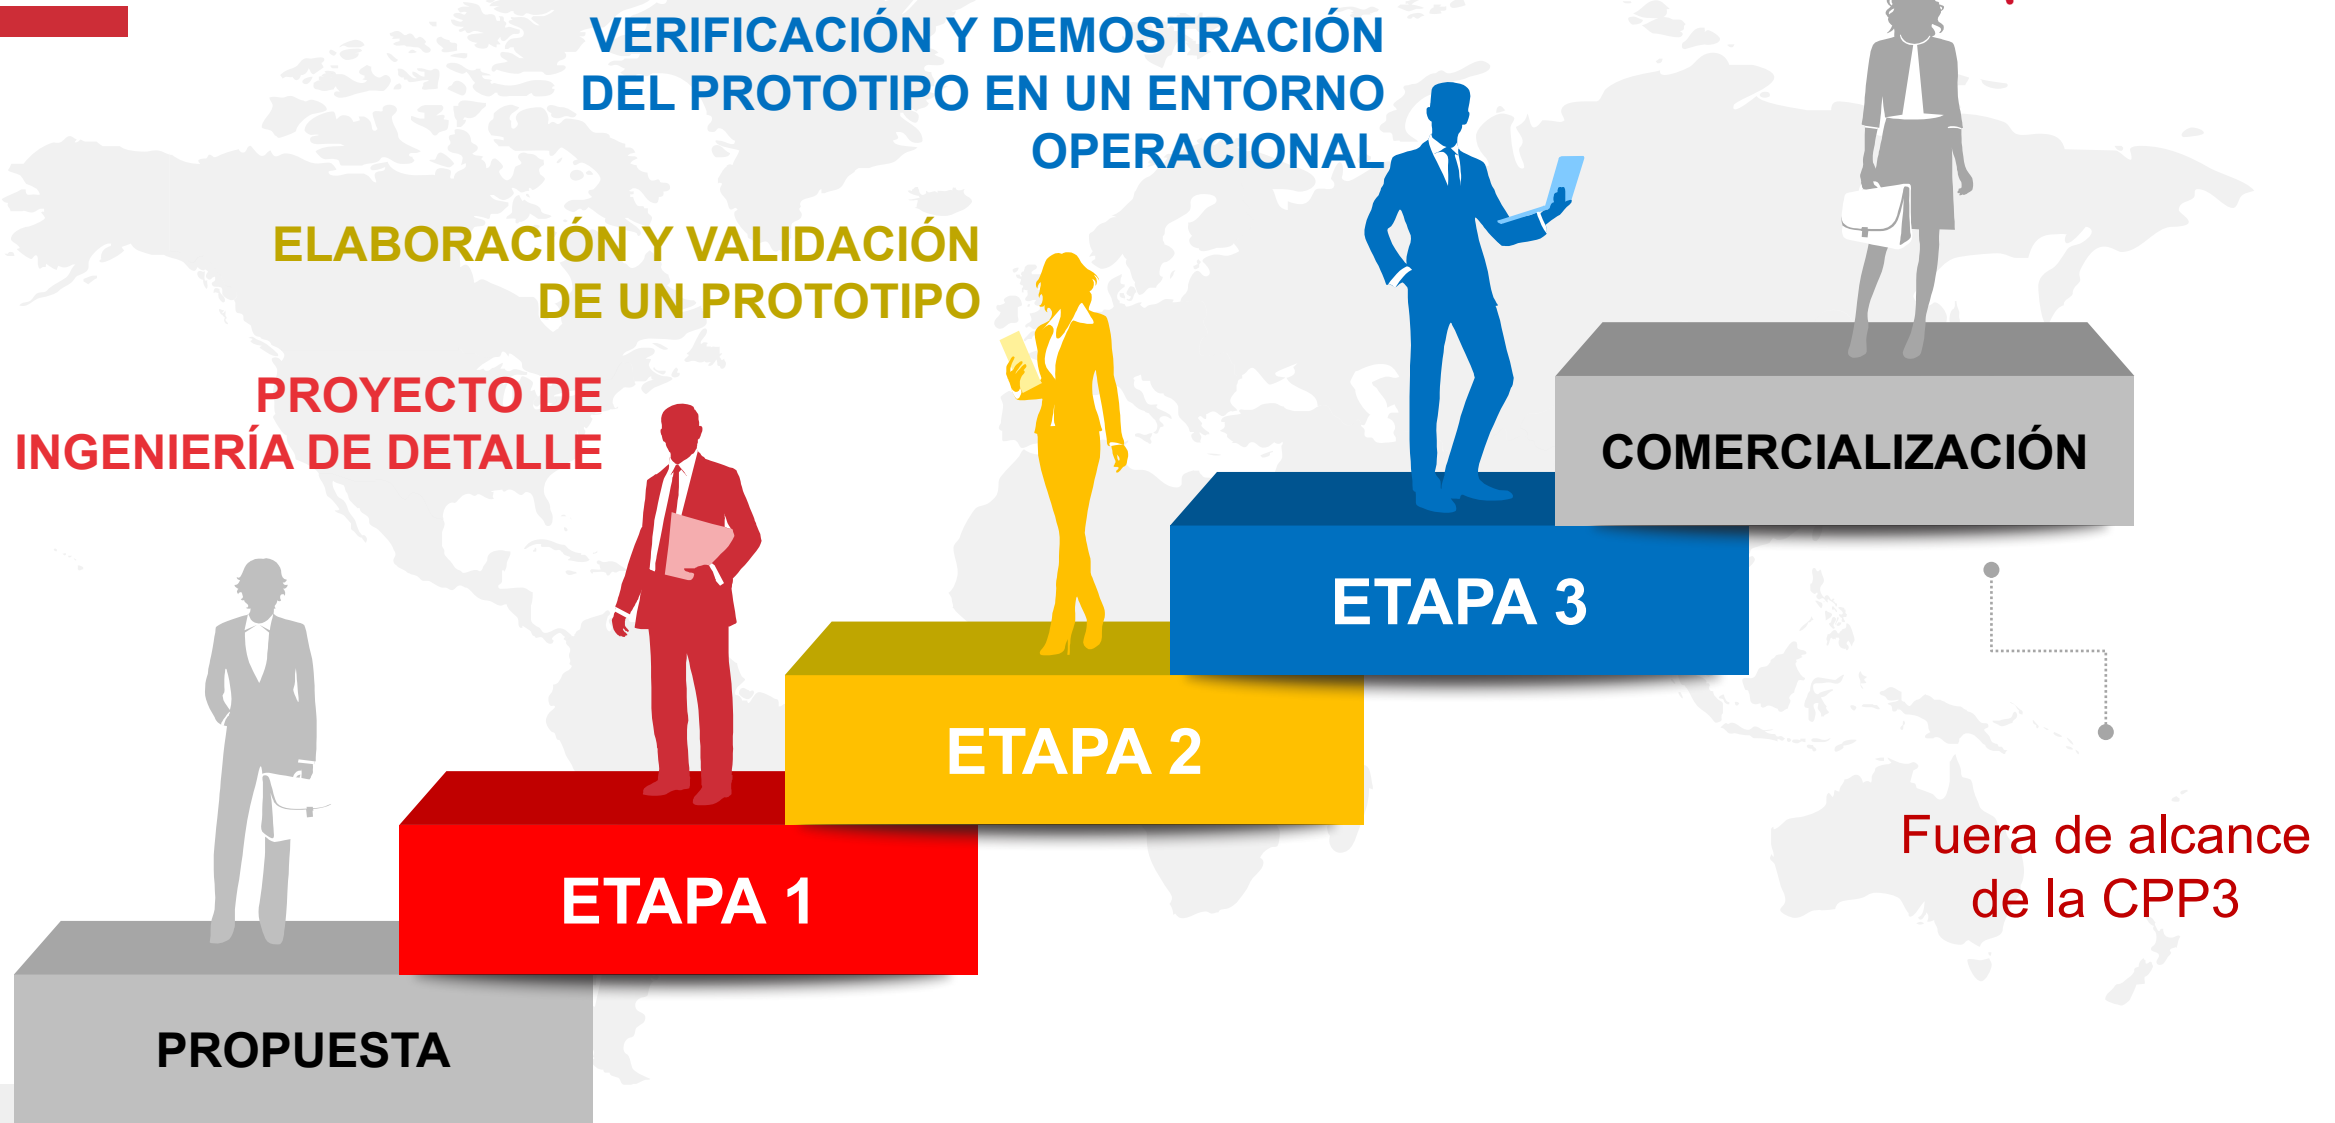 VERIFICACIÓN Y DEMOSTRACIÓN
DEL PROTOTIPO EN UN ENTORNO
OPERACIONAL
ELABORACIÓN Y VALIDACIÓN
DE UN PROTOTIPO
PROYECTO DE
INGENIERÍA DE DETALLE
COMERCIALIZACIÓN
ETAPA 3
ETAPA 2
ETAPA 1
PROPUESTA
Fuera de alcance
de la CPP3